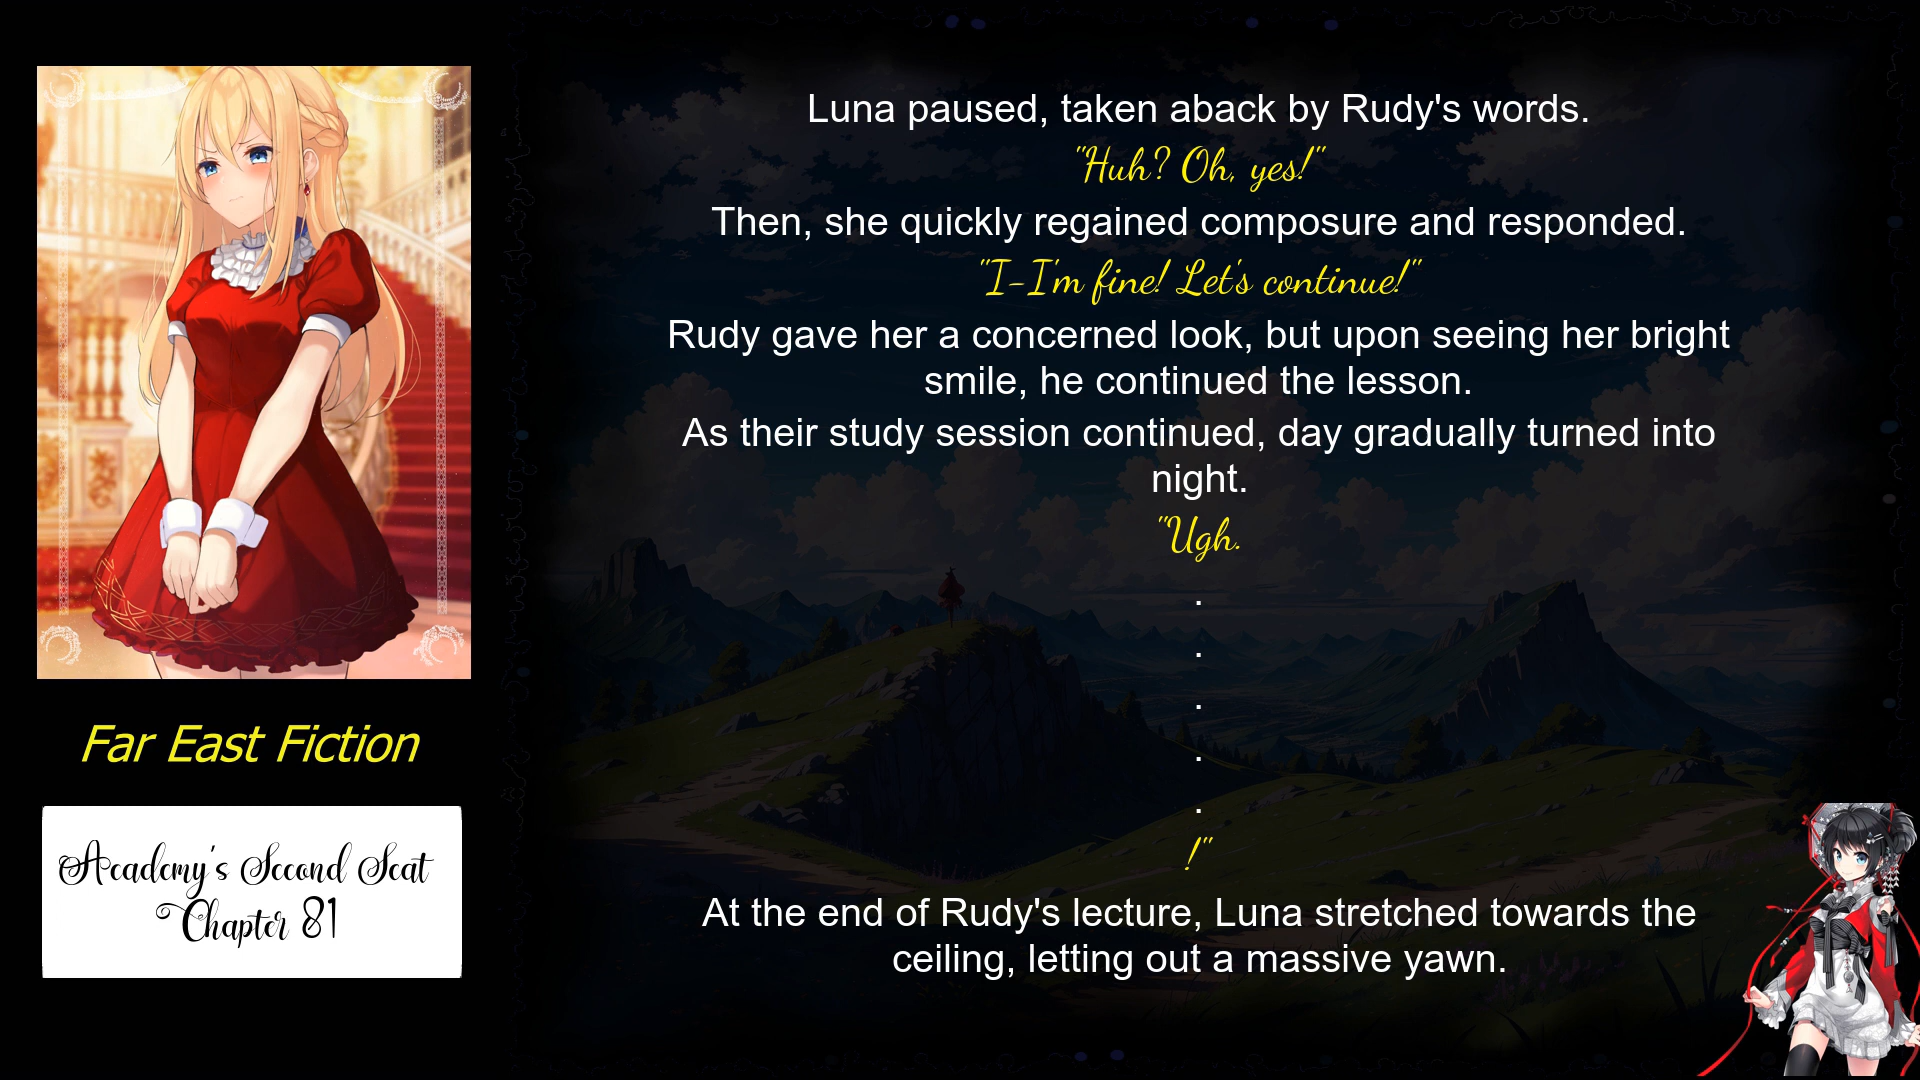 Luna paused, taken aback by Rudy's words.
"Huh? Oh, yes!"
Then, she quickly regained composure and responded.
"I-I'm fine! Let's continue!"
Rudy gave her a concerned look, but upon seeing her bright
smile, he continued the lesson.
As their study session continued, day gradually turned into
night.
"Ugh.
.
.
.
.
.
!"
At the end of Rudy's lecture, Luna stretched towards the
ceiling, letting out a massive yawn.
Far East Fiction
Academy's Second Seat
Chapter 81